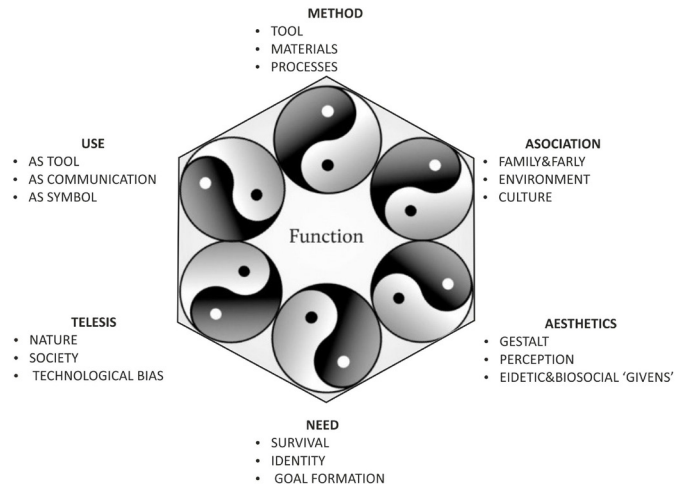 METHOD
• TOOL
• MATERIALS
• PROCESSES
USE
• AS TOOL
• AS COMMUNICATION
• AS SYMBOL
ASOCIATION
• FAMILY&FARLY
• ENVIRONMENT
• CULTURE
Function
TELESIS
• NATURE
• SOCIETY
• TECHNOLOGICAL BIAS
AESTHETICS
• GESTALT
• PERCEPTION
• EIDETIC&BIOSOCIAL ‘GIVENS’
NEED
• SURVIVAL
• IDENTITY
• GOAL FORMATION